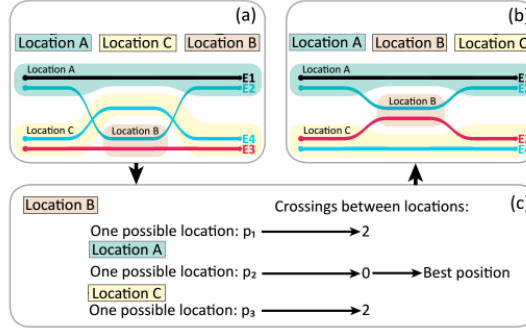 (a)
Location A Location C Location B
Location A
E1
E2
Location C
Location B
E4
E3
(b)
Location A Location B Location C
Location A
Location B
Location C
(c)
Location B
Crossings between locations:
One possible location: p₁ 2
Location A
One possible location: p₂ 0 Best position
Location C
One possible location: p₃ 2